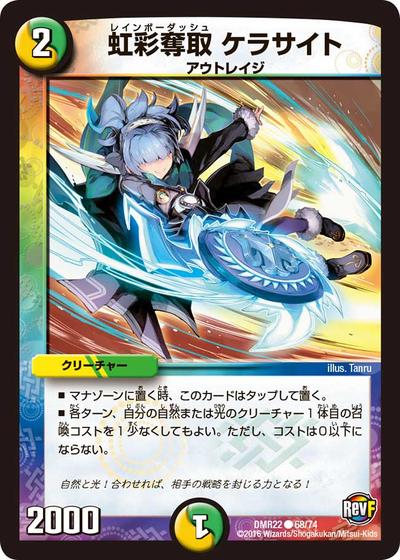 2
レインボーダッシュ
虹彩奪取 ケラサイト
アウトレイジ
illus. Tanru
クリーチャー
■ マナゾーンに置く時、このカードはタップして置く。
■ 各ターン、自分の自然または光のクリーチャー1体目の召
喚コストを1少なくしてもよい。ただし、コストは0以下に
ならない。
自然と光！合わせれば、相手の戦略を封じる力となる！
RevF
2000
1
DMR22 ● 68/74
©2016 Wizards/Shogakukan/Mitsui-Kids